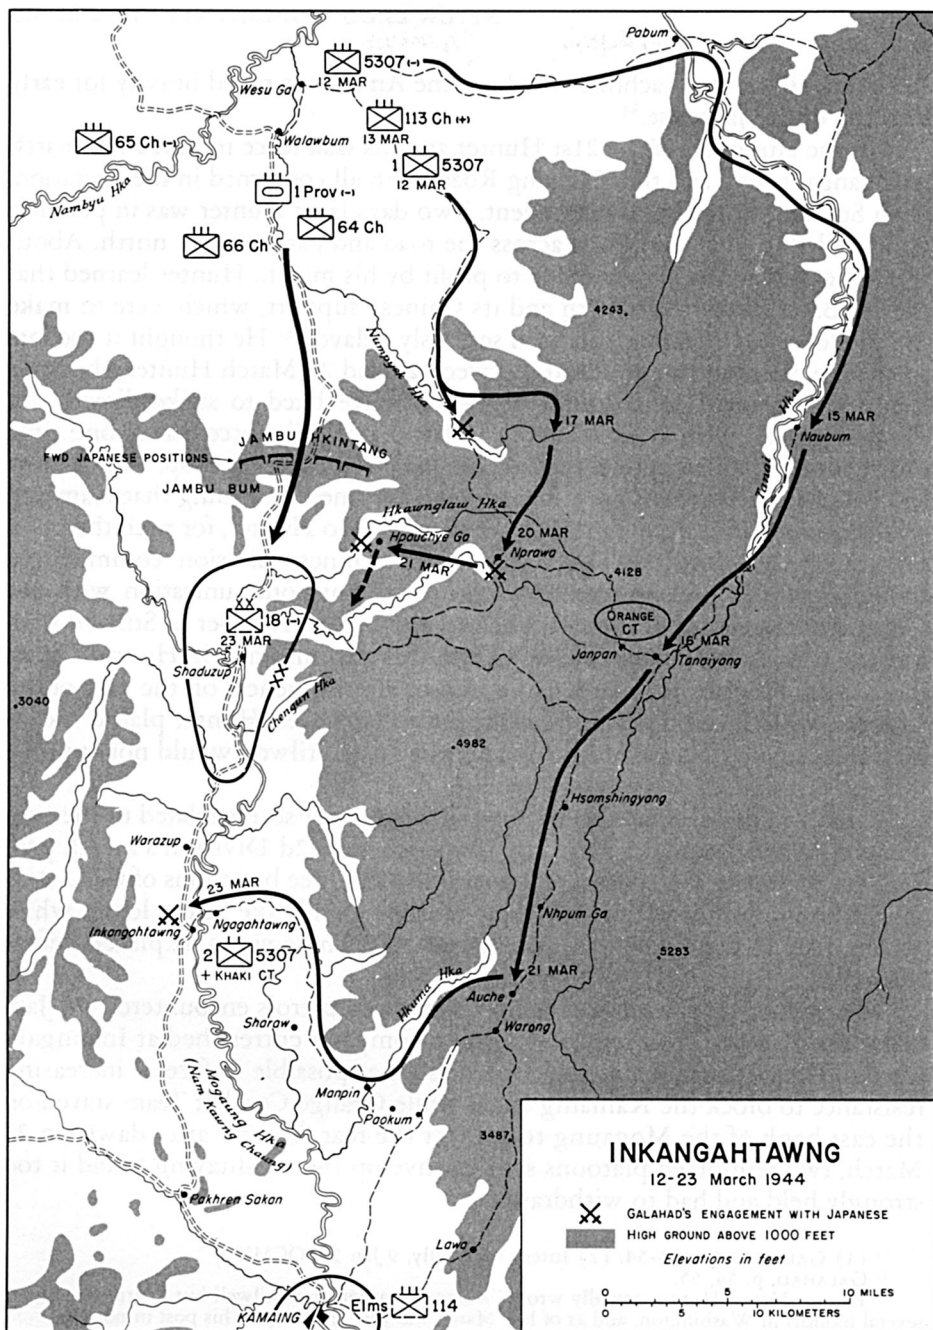 Pabum
5307 (-)
12 MAR
Wesu Ga
113 Ch (+)
13 MAR
Walawbum
65 Ch (-)
1 5307
12 MAR
Nambyu Hka
1 Prov.
64 Ch
66 Ch
4243
Numpyek Hka
17 MAR
15 MAR
Naubum
Tanai Hka
JAMBU HKINTANG
FWD JAPANESE POSITIONS
JAMBU BUM
Hkawnglaw Hka
20 MAR
Hpouchye Ga
Nprawa
21 MAR
4128
ORANGE
CT
18 (-)
23 MAR
16 MAR
Janpan
Tanaiyang
Shaduzup
Chengun Hka
3040
4982
Hsamshingyang
Warazup
23 MAR
Nhpum Ga
Ngagahtawng
Inkangahtawng
2 5307
+ KHAKI CT
5283
21 MAR
Hkuma Hka
Auche
Sharaw
Warong
Manpin
Mogaung Hka
(Nam Kawng Chaung)
Pookum
3487
Pakhren Sakan
Lawa
Elms 114
KAMAING
INKANGAHTAWNG
12-23 March 1944
GALAHAD'S ENGAGEMENT WITH JAPANESE
HIGH GROUND ABOVE 1000 FEET
Elevations in feet
0 5 10 MILES
0 5 10 KILOMETERS